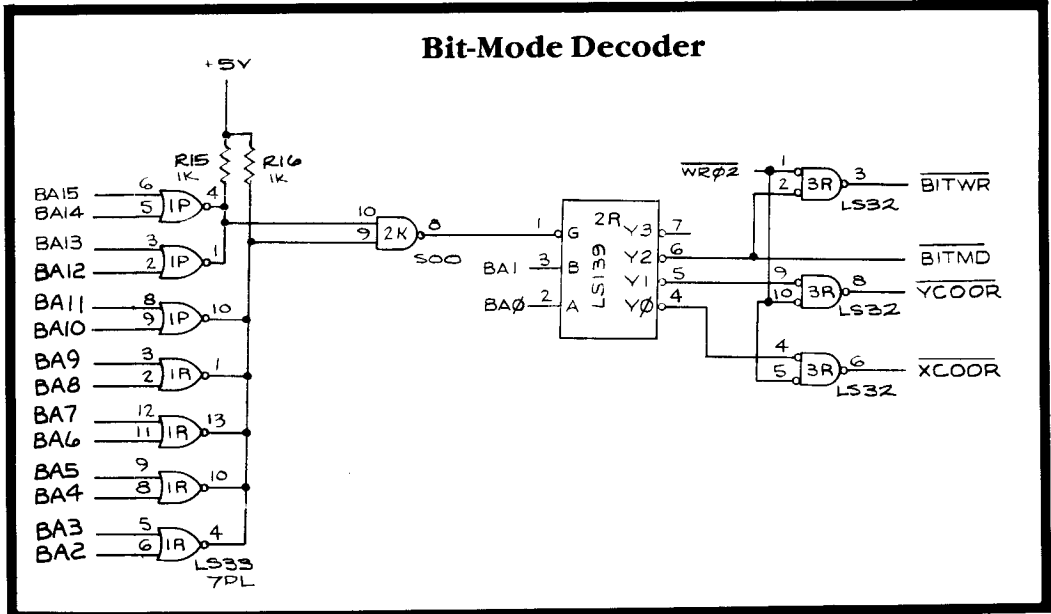 Bit-Mode Decoder
+5V
R15 1K
R16 1K
BA15 6
BA14 5
1P 4
BA13 3
BA12 2
1P 1
BA11 8
BA10 9
1P 10
BA9 3
BA8 2
1R 1
BA7 12
BA6 11
1R 13
BA5 9
BA4 8
1R 10
BA3 5
BA2 6
1R 4
LS33
7PL
10
9
2K 8
S00
1 G
BA1 3 B
BAφ 2 A
2R
LS139
Y3 7
Y2 6
Y1 5
Yφ 4
WRφ2
1
2
3R 3
LS32
BITWR
BITMD
9
10
3R 8
LS32
YCOOR
4
5
3R 6
LS32
XCOOR